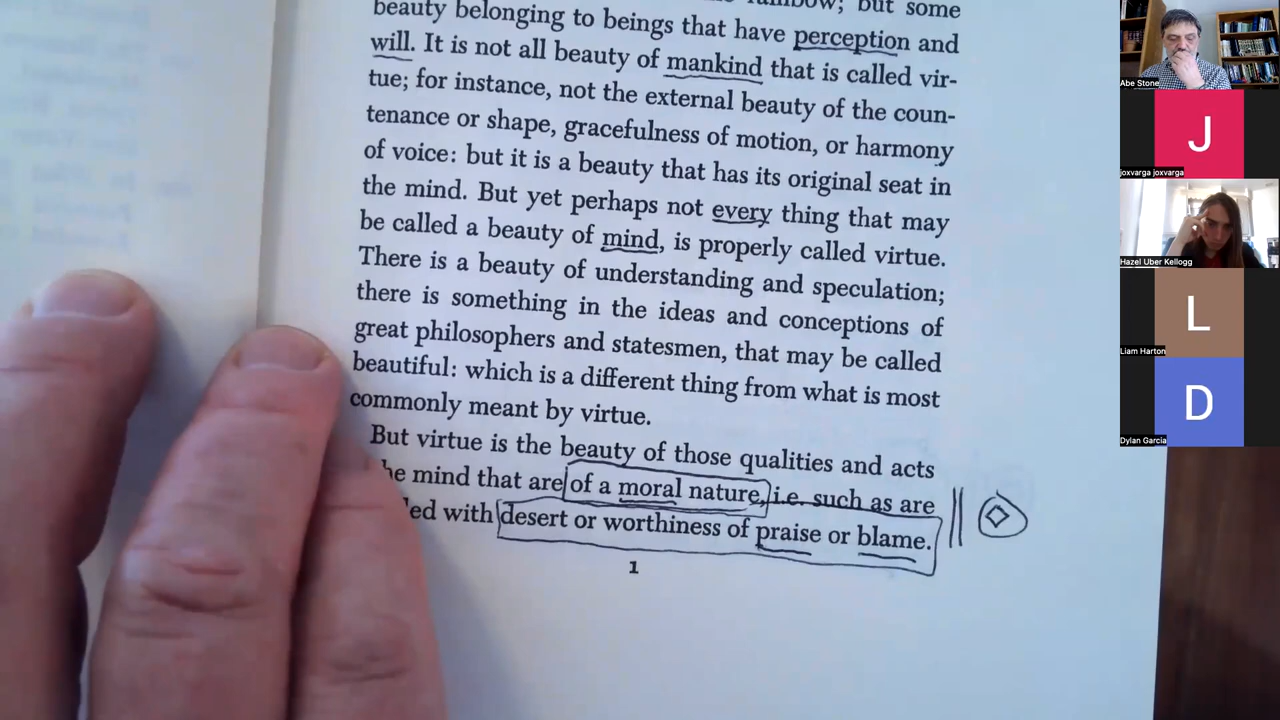 rainbow; but some
beauty belonging to beings that have perception and
will. It is not all beauty of mankind that is called vir-
tue; for instance, not the external beauty of the coun-
tenance or shape, gracefulness of motion, or harmony
of voice: but it is a beauty that has its original seat in
the mind. But yet perhaps not every thing that may
be called a beauty of mind, is properly called virtue.
There is a beauty of understanding and speculation;
there is something in the ideas and conceptions of
great philosophers and statesmen, that may be called
beautiful: which is a different thing from what is most
commonly meant by virtue.
But virtue is the beauty of those qualities and acts
he mind that are of a moral nature, i.e. such as are
ed with desert or worthiness of praise or blame.
1
Abe Stone
J
joxvarga joxvarga
Hazel Uber Kellogg
L
Liam Harton
D
Dylan Garcia